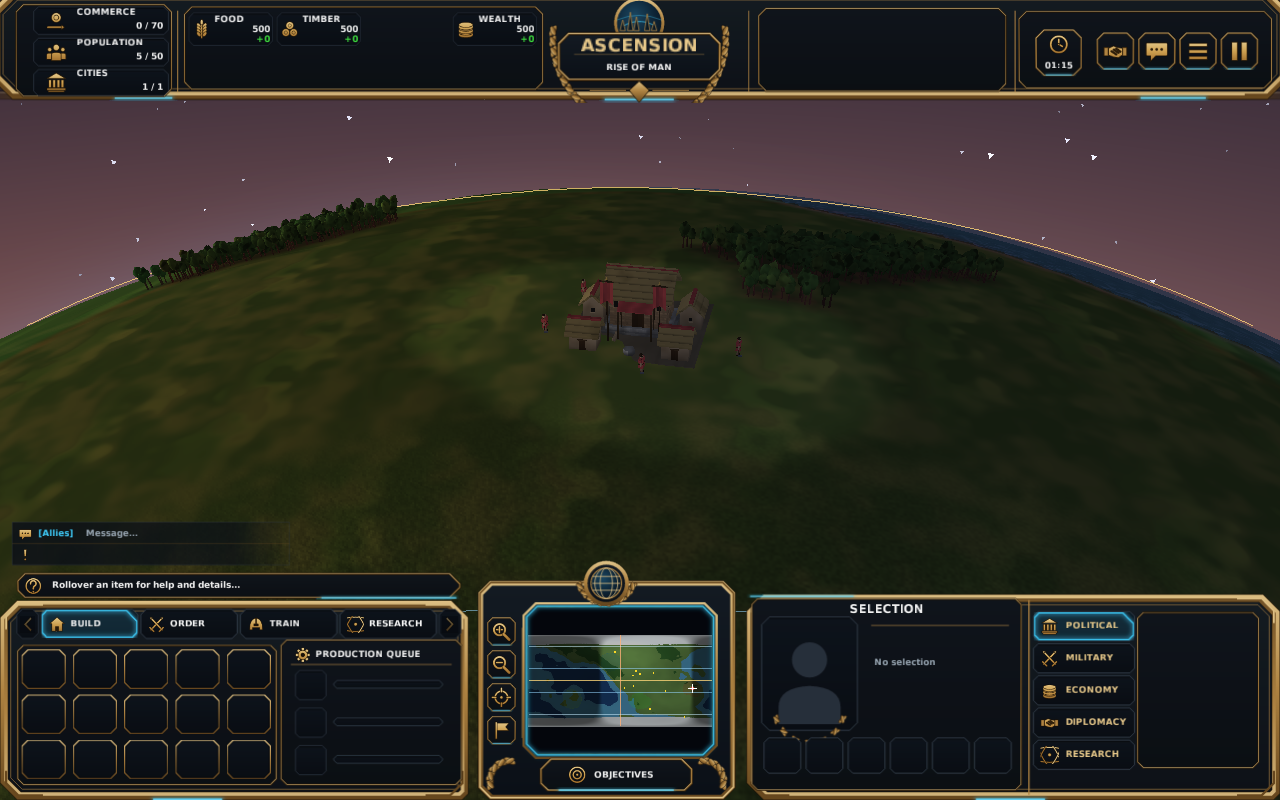 COMMERCE
0 / 70
POPULATION
5 / 50
CITIES
1 / 1
FOOD
500
+0
TIMBER
500
+0
WEALTH
500
+0
ASCENSION
RISE OF MAN
01:15
[Allies] Message...
!
Rollover an item for help and details...
BUILD
ORDER
TRAIN
RESEARCH
PRODUCTION QUEUE
OBJECTIVES
SELECTION
No selection
POLITICAL
MILITARY
ECONOMY
DIPLOMACY
RESEARCH